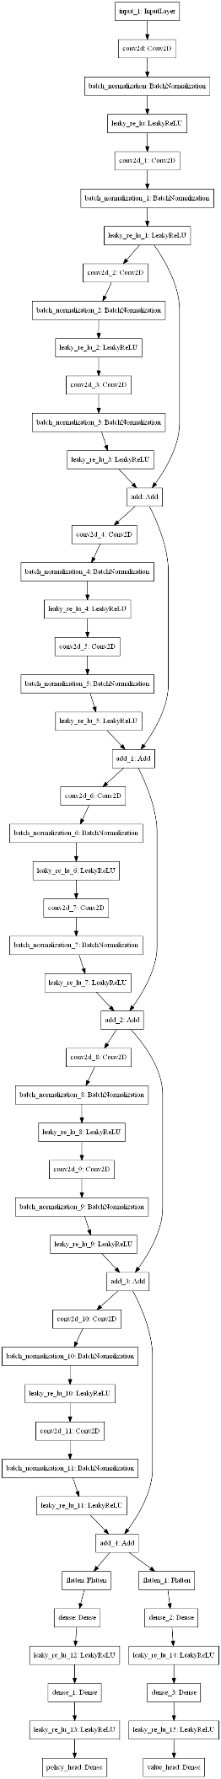 input_1: InputLayer
conv2d: Conv2D
batch_normalization: BatchNormalization
leaky_re_lu: LeakyReLU
conv2d_1: Conv2D
batch_normalization_1: BatchNormalization
leaky_re_lu_1: LeakyReLU
conv2d_2: Conv2D
batch_normalization_2: BatchNormalization
leaky_re_lu_2: LeakyReLU
conv2d_3: Conv2D
batch_normalization_3: BatchNormalization
leaky_re_lu_3: LeakyReLU
add: Add
conv2d_4: Conv2D
batch_normalization_4: BatchNormalization
leaky_re_lu_4: LeakyReLU
conv2d_5: Conv2D
batch_normalization_5: BatchNormalization
leaky_re_lu_5: LeakyReLU
add_1: Add
conv2d_6: Conv2D
batch_normalization_6: BatchNormalization
leaky_re_lu_6: LeakyReLU
conv2d_7: Conv2D
batch_normalization_7: BatchNormalization
leaky_re_lu_7: LeakyReLU
add_2: Add
conv2d_8: Conv2D
batch_normalization_8: BatchNormalization
leaky_re_lu_8: LeakyReLU
conv2d_9: Conv2D
batch_normalization_9: BatchNormalization
leaky_re_lu_9: LeakyReLU
add_3: Add
conv2d_10: Conv2D
batch_normalization_10: BatchNormalization
leaky_re_lu_10: LeakyReLU
conv2d_11: Conv2D
batch_normalization_11: BatchNormalization
leaky_re_lu_11: LeakyReLU
add_4: Add
flatten: Flatten
flatten_1: Flatten
dense: Dense
dense_2: Dense
leaky_re_lu_12: LeakyReLU
leaky_re_lu_14: LeakyReLU
dense_1: Dense
dense_3: Dense
leaky_re_lu_13: LeakyReLU
leaky_re_lu_15: LeakyReLU
policy_head: Dense
value_head: Dense